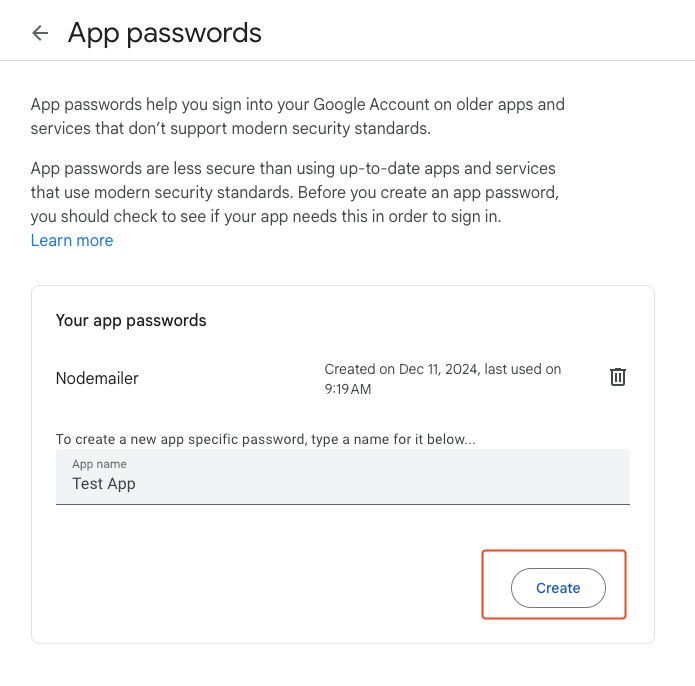 App passwords
App passwords help you sign into your Google Account on older apps and
services that don’t support modern security standards.
App passwords are less secure than using up-to-date apps and services
that use modern security standards. Before you create an app password,
you should check to see if your app needs this in order to sign in.
Learn more
Your app passwords
Nodemailer
Created on Dec 11, 2024, last used on
9:19 AM
To create a new app specific password, type a name for it below...
App name
Test App
Create